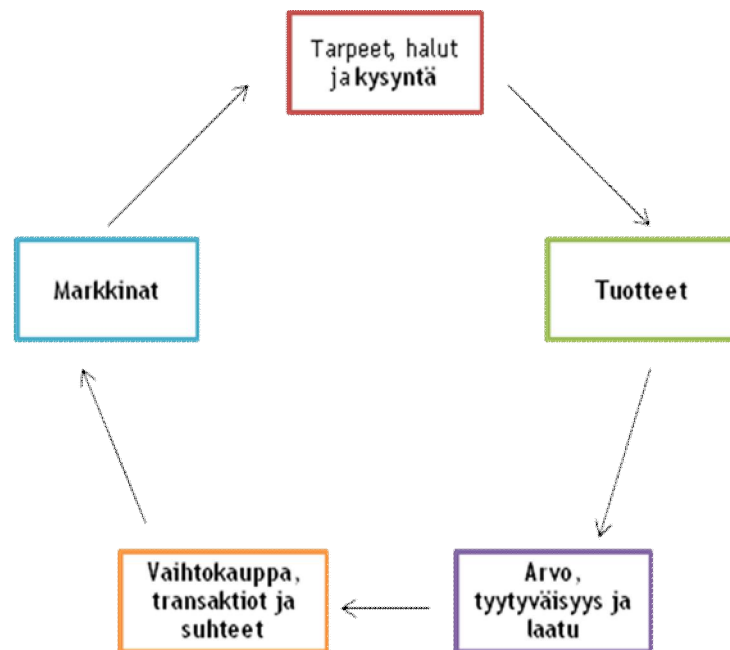 Tarpeet, halut
ja kysyntä
Markkinat
Tuotteet
Vaihtokauppa,
transaktiot ja
suhteet
Arvo,
tyytyväisyys ja
laatu